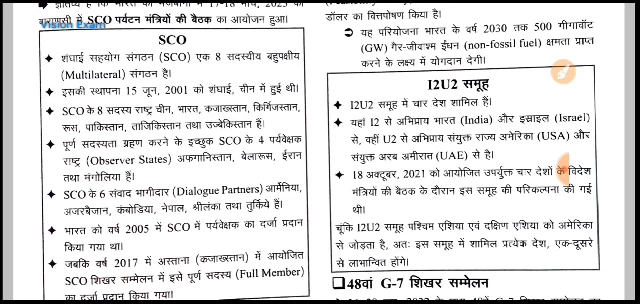 ज्ञातव्य है कि भारत की मेजबानी में 17-18 मार्च, 2023 को
वाराणसी में SCO पर्यटन मंत्रियों की बैठक का आयोजन हुआ।
Vision Exam
SCO
✦ शंघाई सहयोग संगठन (SCO) एक 8 सदस्यीय बहुपक्षीय
(Multilateral) संगठन है।
✦ इसकी स्थापना 15 जून, 2001 को शंघाई, चीन में हुई थी।
✦ SCO के 8 सदस्य राष्ट्र चीन, भारत, कजाख्स्तान, किर्गिजस्तान,
रूस, पाकिस्तान, ताजिकिस्तान तथा उज्बेकिस्तान हैं।
✦ पूर्ण सदस्यता ग्रहण करने के इच्छुक SCO के 4 पर्यवेक्षक
राष्ट्र (Observer States) अफगानिस्तान, बेलारूस, ईरान
तथा मंगोलिया हैं।
✦ SCO के 6 संवाद भागीदार (Dialogue Partners) आर्मेनिया,
अजरबैजान, कंबोडिया, नेपाल, श्रीलंका तथा तुर्किये हैं।
✦ भारत को वर्ष 2005 में SCO में पर्यवेक्षक का दर्जा प्रदान
किया गया था।
✦ जबकि वर्ष 2017 में अस्ताना (कजाख्स्तान) में आयोजित
SCO शिखर सम्मेलन में इसे पूर्ण सदस्य (Full Member)
का दर्जा प्रदान किया गया।
डॉलर का वित्तपोषण किया है।
➲ यह परियोजना भारत के वर्ष 2030 तक 500 गीगावॉट
(GW) गैर-जीवाश्म ईंधन (non-fossil fuel) क्षमता प्राप्त
करने के लक्ष्य में योगदान देगी।
I2U2 समूह
✦ I2U2 समूह में चार देश शामिल हैं।
✦ यहां I2 से अभिप्राय भारत (India) और इस्राइल (Israel)
से, वहीं U2 से अभिप्राय संयुक्त राज्य अमेरिका (USA) और
संयुक्त अरब अमीरात (UAE) से है।
✦ 18 अक्टूबर, 2021 को आयोजित उपर्युक्त चार देशों के विदेश
मंत्रियों की बैठक के दौरान इस समूह की परिकल्पना की गई
थी।
चूंकि I2U2 समूह पश्चिम एशिया एवं दक्षिण एशिया को अमेरिका
से जोड़ता है, अतः इस समूह में शामिल प्रत्येक देश, एक-दूसरे
से लाभान्वित होंगे।
❑48वां G-7 शिखर सम्मेलन